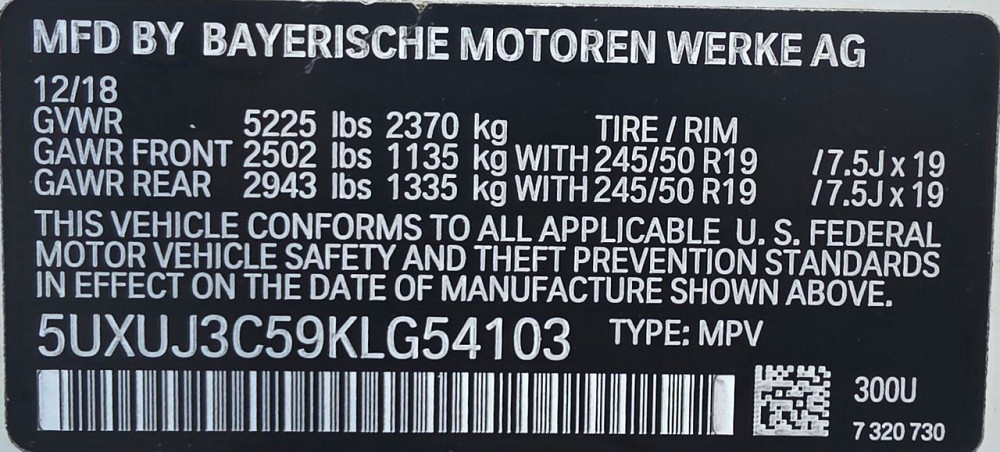 MFD BY BAYERISCHE MOTOREN WERKE AG
12/18
GVWR 5225 lbs 2370 kg TIRE / RIM
GAWR FRONT 2502 lbs 1135 kg WITH 245/50 R19 /7.5J x 19
GAWR REAR 2943 lbs 1335 kg WITH 245/50 R19 /7.5J x 19
THIS VEHICLE CONFORMS TO ALL APPLICABLE U. S. FEDERAL
MOTOR VEHICLE SAFETY AND THEFT PREVENTION STANDARDS
IN EFFECT ON THE DATE OF MANUFACTURE SHOWN ABOVE.
5UXUJ3C59KLG54103 TYPE: MPV
300U
7 320 730